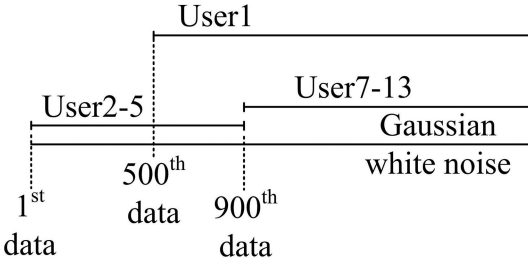 User1
User7-13
User2-5
Gaussian
white noise
500th
data
1st
data
900th
data